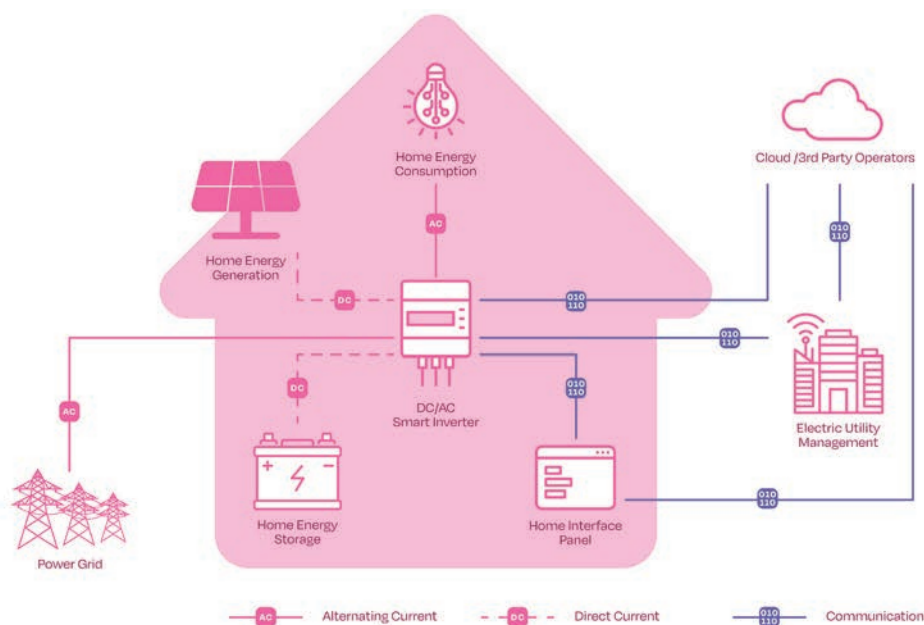 Home Energy
Consumption
Cloud /3rd Party Operators
AC
010
110
Home Energy
Generation
DC
010
110
010
110
DC
010
110
AC
DC/AC
Smart Inverter
Electric Utility
Management
Home Energy
Storage
Home Interface
Panel
010
110
Power Grid
AC
Alternating Current
DC
Direct Current
010
110
Communication